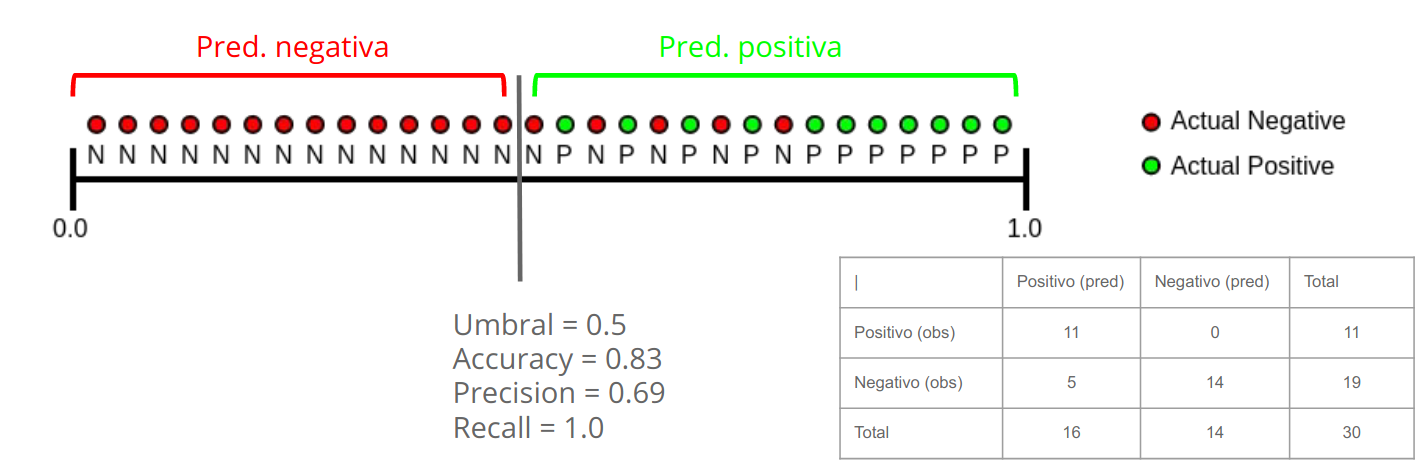 Pred. negativa Pred. positiva
N N N N N N N N N N N N N N N P N P N P N P N P P P P P P P
0.0 1.0
Actual Negative
Actual Positive
Umbral = 0.5
Accuracy = 0.83
Precision = 0.69
Recall = 1.0
| Positivo (pred) Negativo (pred) Total
Positivo (obs) 11 0 11
Negativo (obs) 5 14 19
Total 16 14 30